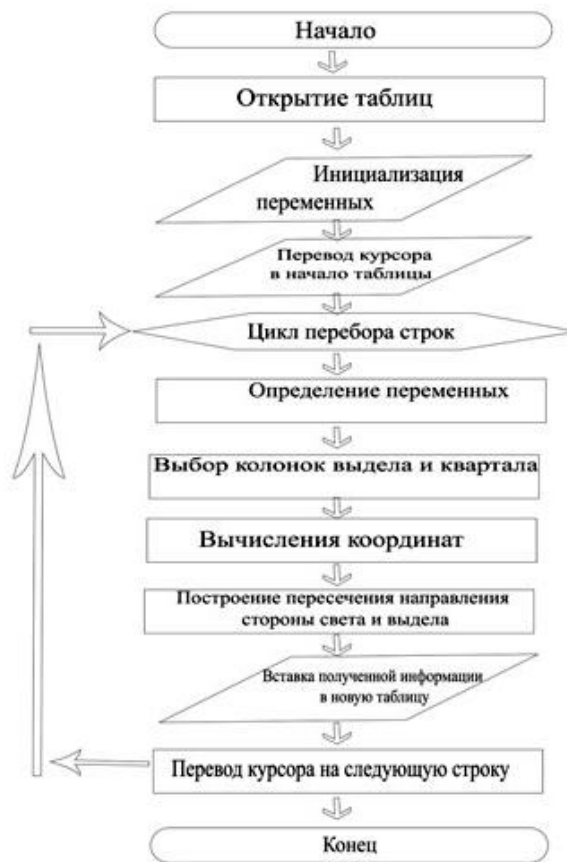 Начало
Открытие таблиц
Инициализация
переменных
Перевод курсора
в начало таблицы
Цикл перебора строк
Определение переменных
Выбор колонок выдела и квартала
Вычисления координат
Построение пересечения направления
стороны света и выдела
Вставка полученной информации
в новую таблицу
Перевод курсора на следующую строку
Конец